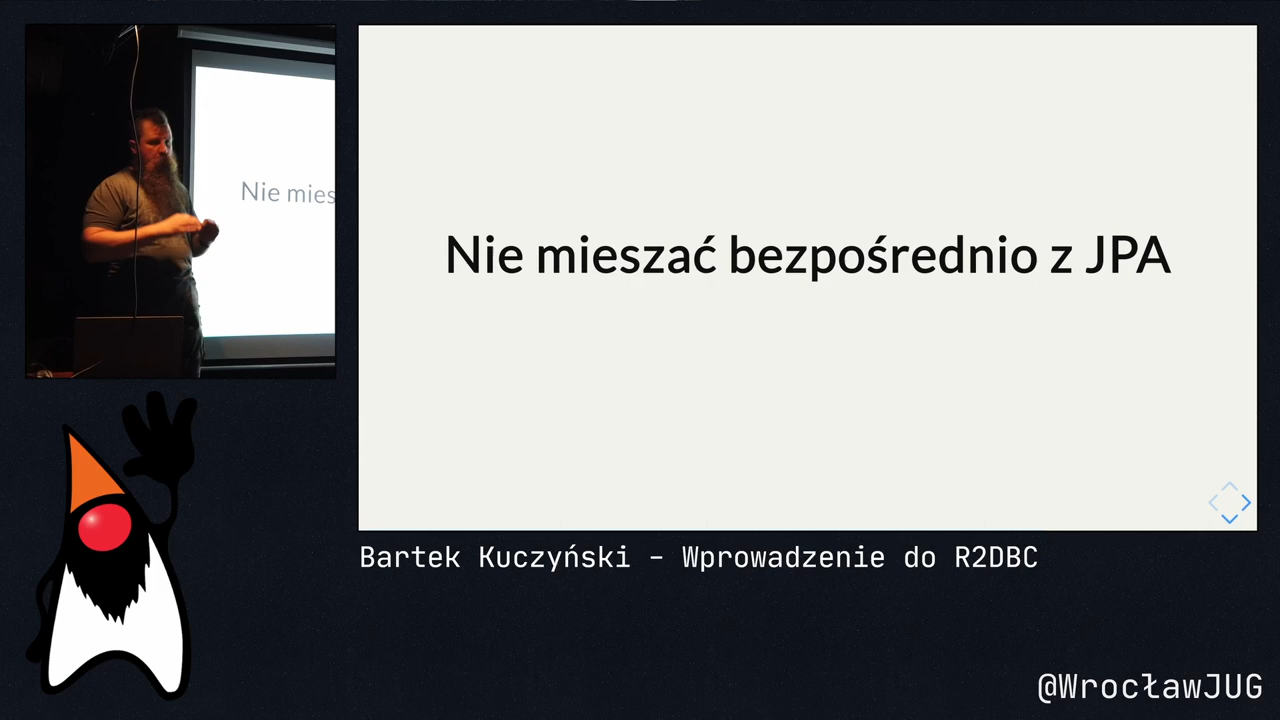 Nie mies
Nie mieszać bezpośrednio z JPA
Bartek Kuczyński – Wprowadzenie do R2DBC
@WrocławJUG